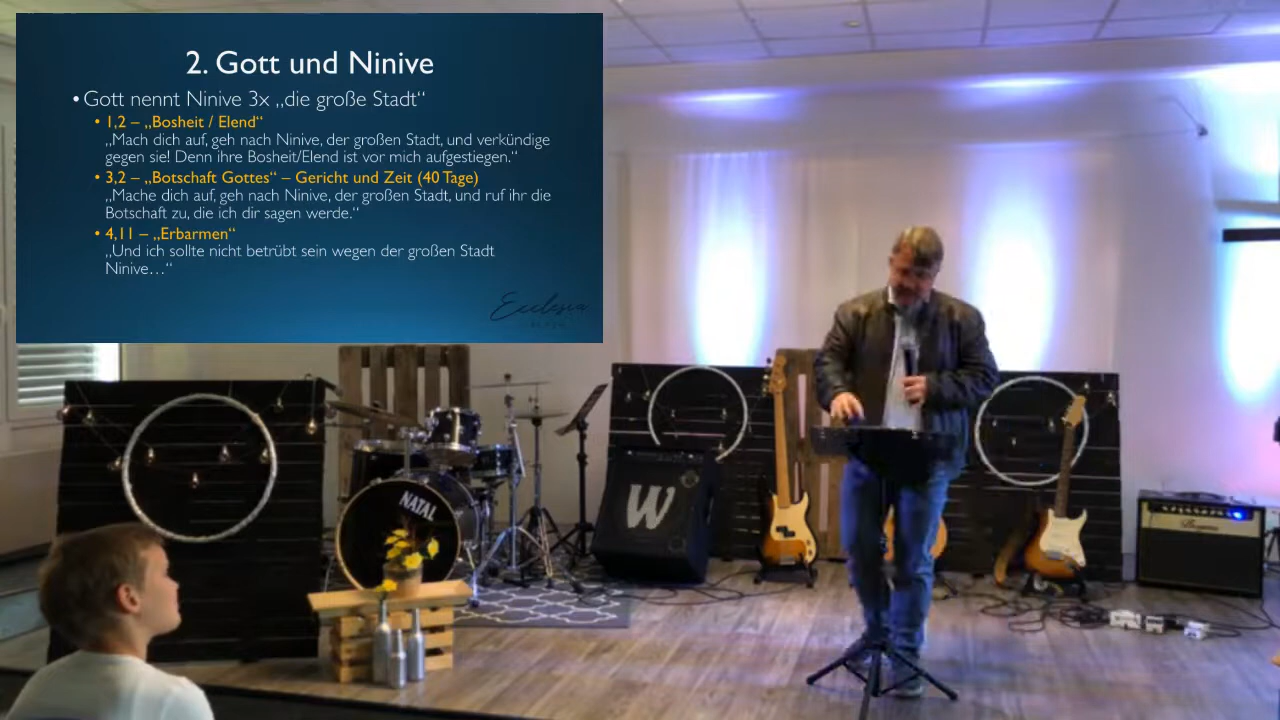 2. Gott und Ninive
• Gott nennt Ninive 3x „die große Stadt“
• 1,2 – „Bosheit / Elend“
„Mach dich auf, geh nach Ninive, der großen Stadt, und verkündige
gegen sie! Denn ihre Bosheit/Elend ist vor mich aufgestiegen.“
• 3,2 – „Botschaft Gottes“ – Gericht und Zeit (40 Tage)
„Mache dich auf, geh nach Ninive, der großen Stadt, und ruf ihr die
Botschaft zu, die ich dir sagen werde.“
• 4,11 – „Erbarmen“
„Und ich sollte nicht betrübt sein wegen der großen Stadt
Ninive…“
Ecclesia
NATAL
W